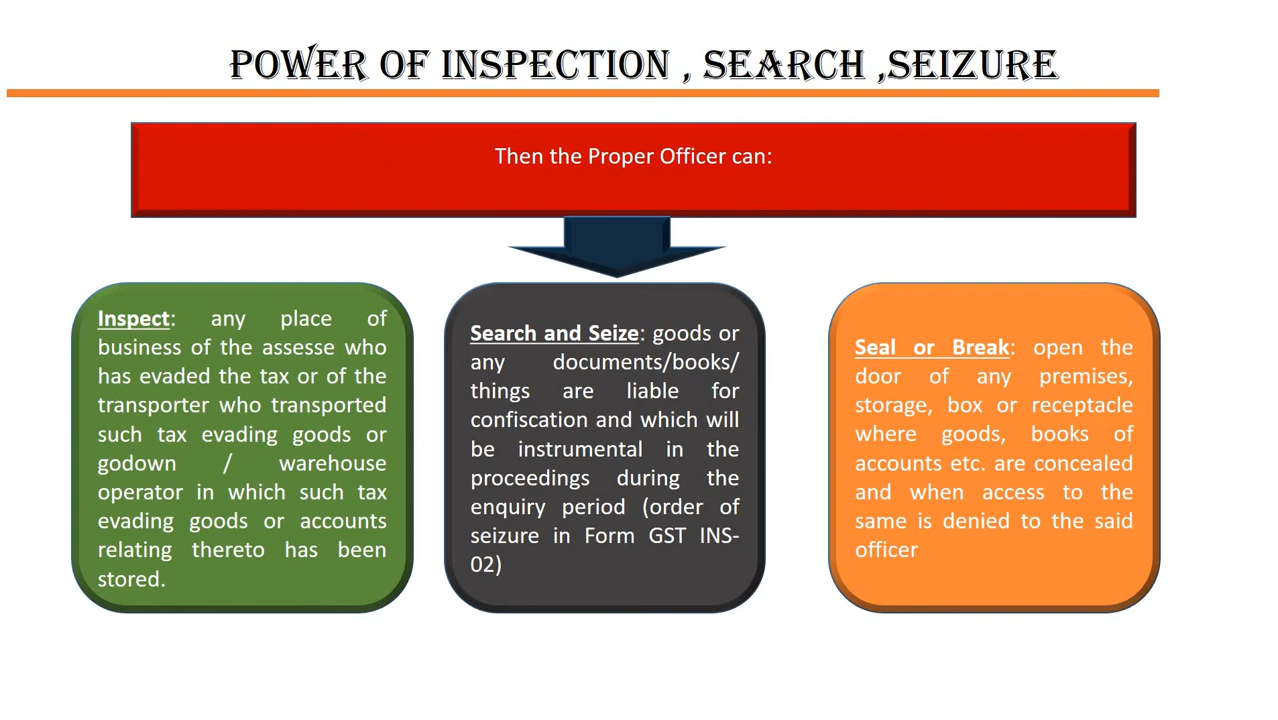 POWER OF INSPECTION , SEARCH ,SEIZURE
Then the Proper Officer can:
Inspect: any place of
business of the assesse who
has evaded the tax or of the
transporter who transported
such tax evading goods or
godown / warehouse
operator in which such tax
evading goods or accounts
relating thereto has been
stored.
Search and Seize: goods or
any documents/books/
things are liable for
confiscation and which will
be instrumental in the
proceedings during the
enquiry period (order of
seizure in Form GST INS-
02)
Seal or Break: open the
door of any premises,
storage, box or receptacle
where goods, books of
accounts etc. are concealed
and when access to the
same is denied to the said
officer